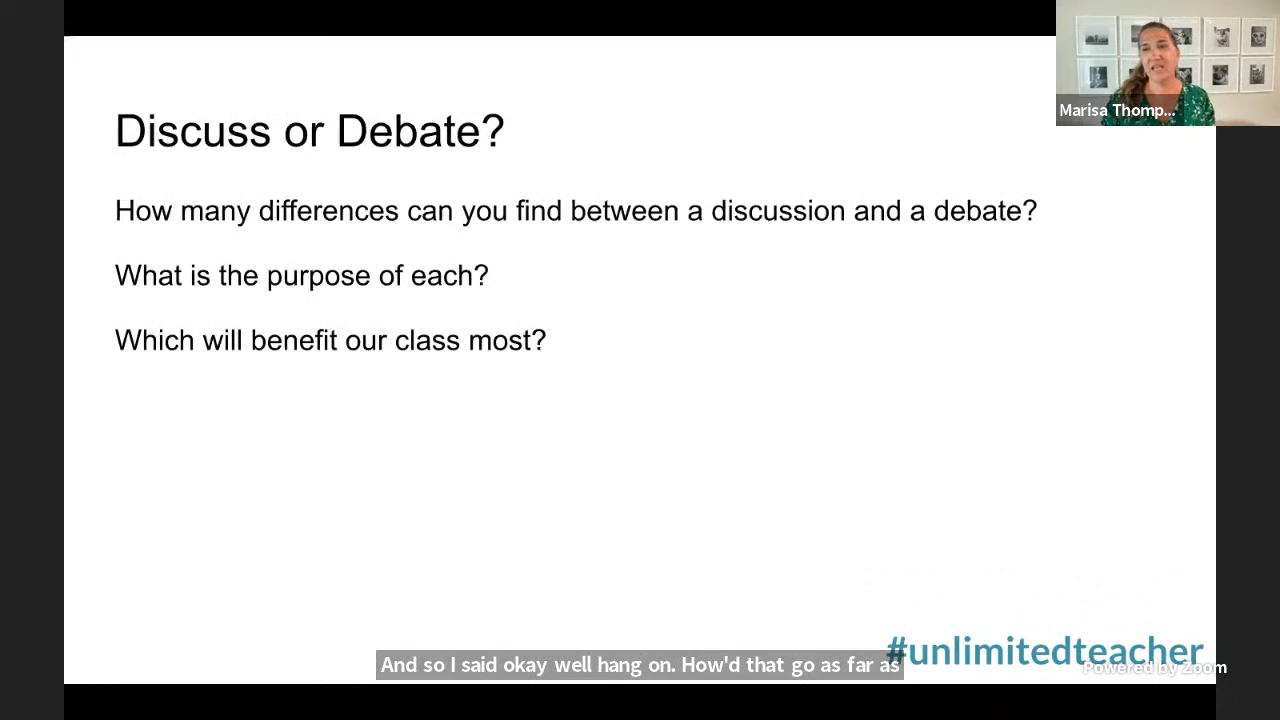 Marisa Thomp...
Discuss or Debate?
How many differences can you find between a discussion and a debate?
What is the purpose of each?
Which will benefit our class most?
#unlimitedteacher
And so I said okay well hang on. How'd that go as far as
Powered by Zoom